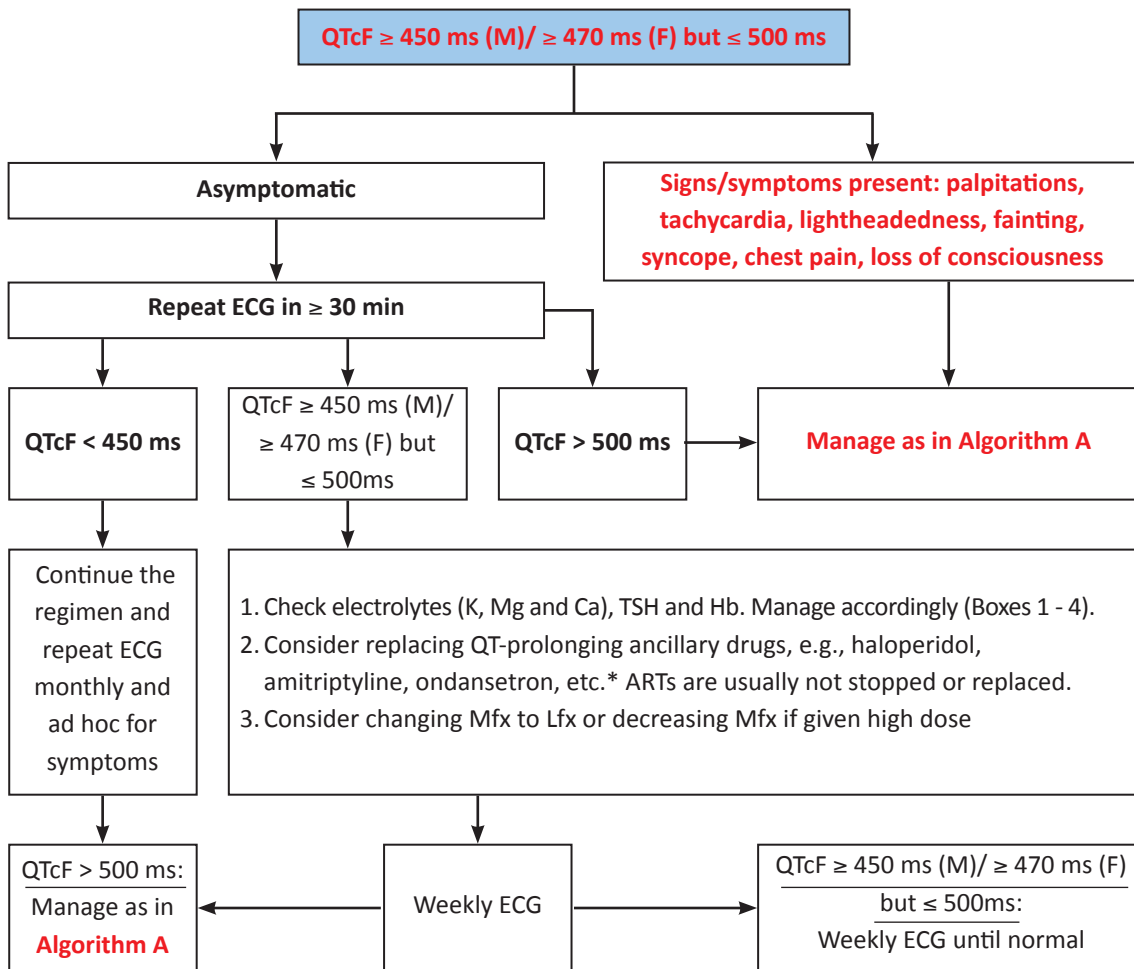 QTcF ≥ 450 ms (M)/ ≥ 470 ms (F) but ≤ 500 ms
Asymptomatic
Signs/symptoms present: palpitations,
tachycardia, lightheadedness, fainting,
syncope, chest pain, loss of consciousness
Repeat ECG in ≥ 30 min
QTcF < 450 ms
QTcF ≥ 450 ms (M)/
≥ 470 ms (F) but
≤ 500ms
QTcF > 500 ms
Manage as in Algorithm A
Continue the
regimen and
repeat ECG
monthly and
ad hoc for
symptoms
1. Check electrolytes (K, Mg and Ca), TSH and Hb. Manage accordingly (Boxes 1 - 4).
2. Consider replacing QT-prolonging ancillary drugs, e.g., haloperidol,
amitriptyline, ondansetron, etc.* ARTs are usually not stopped or replaced.
3. Consider changing Mfx to Lfx or decreasing Mfx if given high dose
QTcF > 500 ms:
Manage as in
Algorithm A
Weekly ECG
QTcF ≥ 450 ms (M)/ ≥ 470 ms (F)
but ≤ 500ms:
Weekly ECG until normal